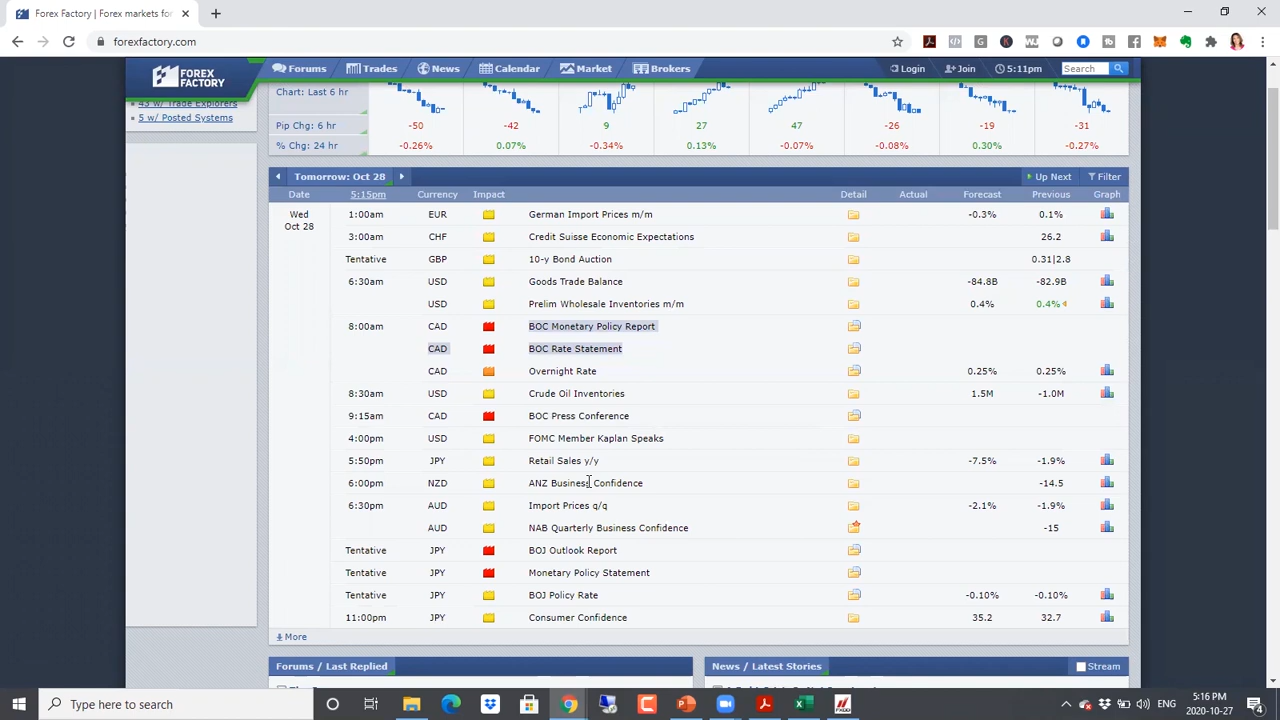 Forex Factory | Forex markets for
forexfactory.com
FOREX FACTORY Forums Trades News Calendar Market Brokers Login Join 5:11pm Search
43 w/ Trade Explorers
5 w/ Posted Systems
Chart: Last 6 hr
Pip Chg: 6 hr -50 -42 9 27 47 -26 -19 -31
% Chg: 24 hr -0.26% 0.07% -0.34% 0.13% -0.07% -0.08% 0.30% -0.27%
Tomorrow: Oct 28 Up Next Filter
Date 5:15pm Currency Impact Detail Actual Forecast Previous Graph
Wed Oct 28 1:00am EUR German Import Prices m/m -0.3% 0.1%
3:00am CHF Credit Suisse Economic Expectations 26.2
Tentative GBP 10-y Bond Auction 0.31|2.8
6:30am USD Goods Trade Balance -84.8B -82.9B
USD Prelim Wholesale Inventories m/m 0.4% 0.4%
8:00am CAD BOC Monetary Policy Report
CAD BOC Rate Statement
CAD Overnight Rate 0.25% 0.25%
8:30am USD Crude Oil Inventories 1.5M -1.0M
9:15am CAD BOC Press Conference
4:00pm USD FOMC Member Kaplan Speaks
5:50pm JPY Retail Sales y/y -7.5% -1.9%
6:00pm NZD ANZ Business Confidence -14.5
6:30pm AUD Import Prices q/q -2.1% -1.9%
AUD NAB Quarterly Business Confidence -15
Tentative JPY BOJ Outlook Report
Tentative JPY Monetary Policy Statement
Tentative JPY BOJ Policy Rate -0.10% -0.10%
11:00pm JPY Consumer Confidence 35.2 32.7
More
Forums / Last Replied News / Latest Stories Stream
Type here to search ENG 5:16 PM
2020-10-27